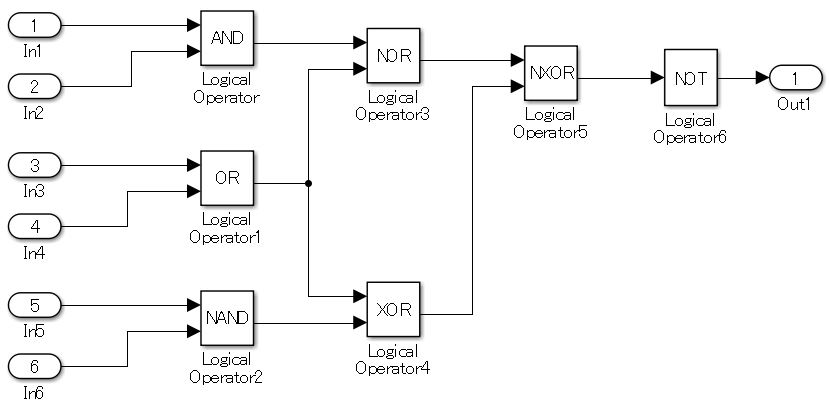 1
In1
2
In2
AND
Logical
Operator
NOR
Logical
Operator3
NXOR
Logical
Operator5
NOT
Logical
Operator6
1
Out1
3
In3
4
In4
OR
Logical
Operator1
5
In5
6
In6
NAND
Logical
Operator2
XOR
Logical
Operator4